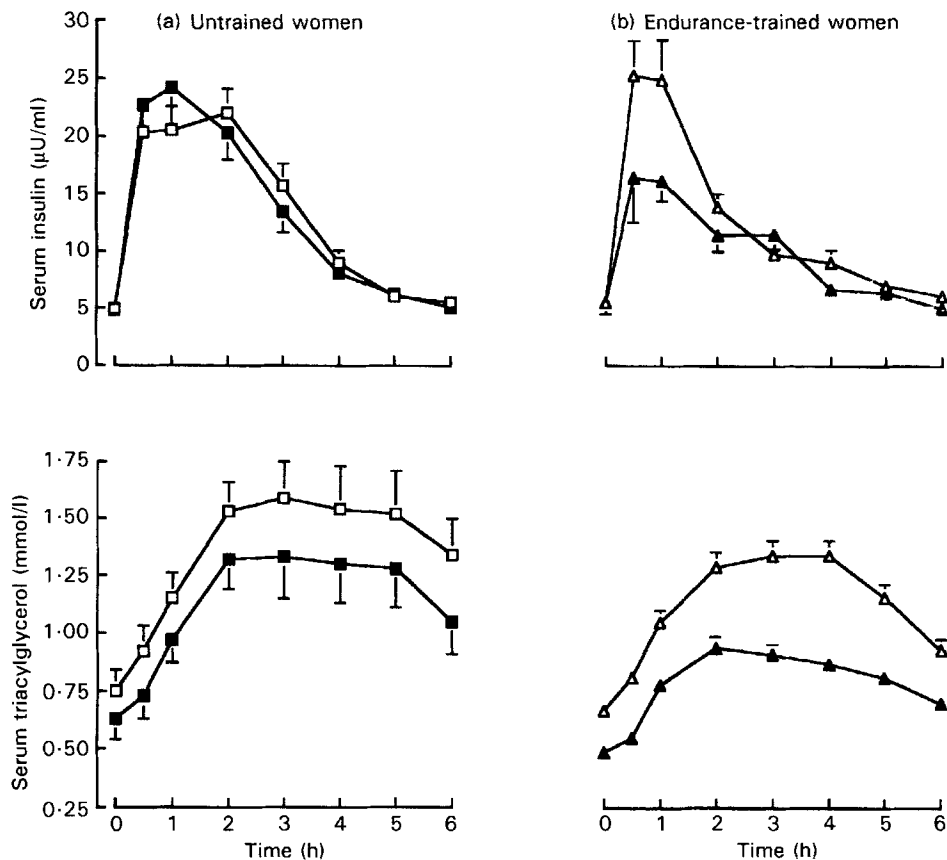 (a) Untrained women
(b) Endurance-trained women
Serum insulin (μU/ml)
30
25
20
15
10
5
0
Serum triacylglycerol (mmol/l)
1·75
1·50
1·25
1·00
0·75
0·50
0·25
0 1 2 3 4 5 6
0 1 2 3 4 5 6
Time (h)
Time (h)